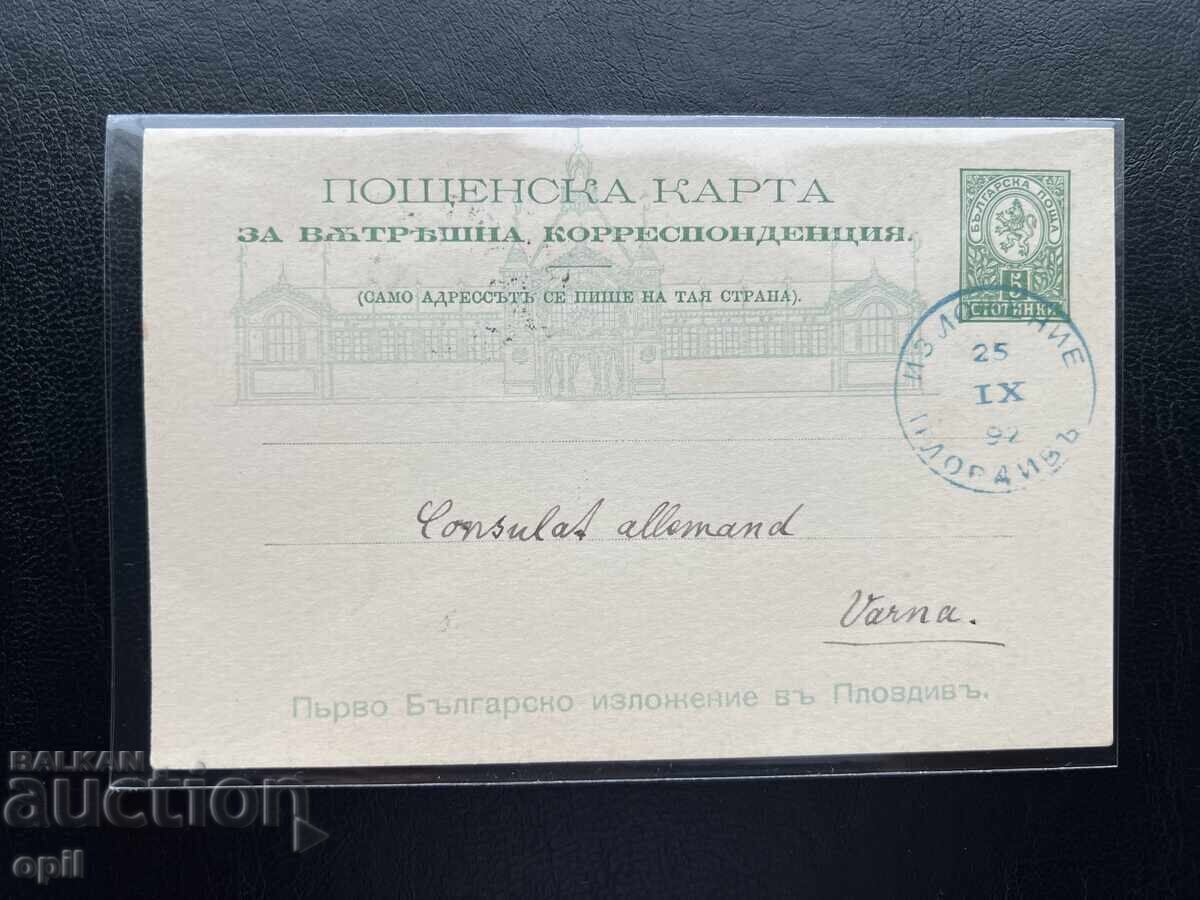 ПОЩЕНСКА КАРТА
ЗА ВѪТРѢШНА КОРРЕСПОНДЕНЦИЯ.
(САМО АДРЕССЪТЪ СЕ ПИШЕ НА ТАЯ СТРАНА).
БЪЛГАРСКА ПОЩА
5
СТОТИНКИ
ИЗЛОЖЕНИЕ
25
IX
92
ПЛОВДИВЪ
Consulat allemand
Varna.
Първо Българско изложение въ Пловдивъ.
BALKAN
auction
opil